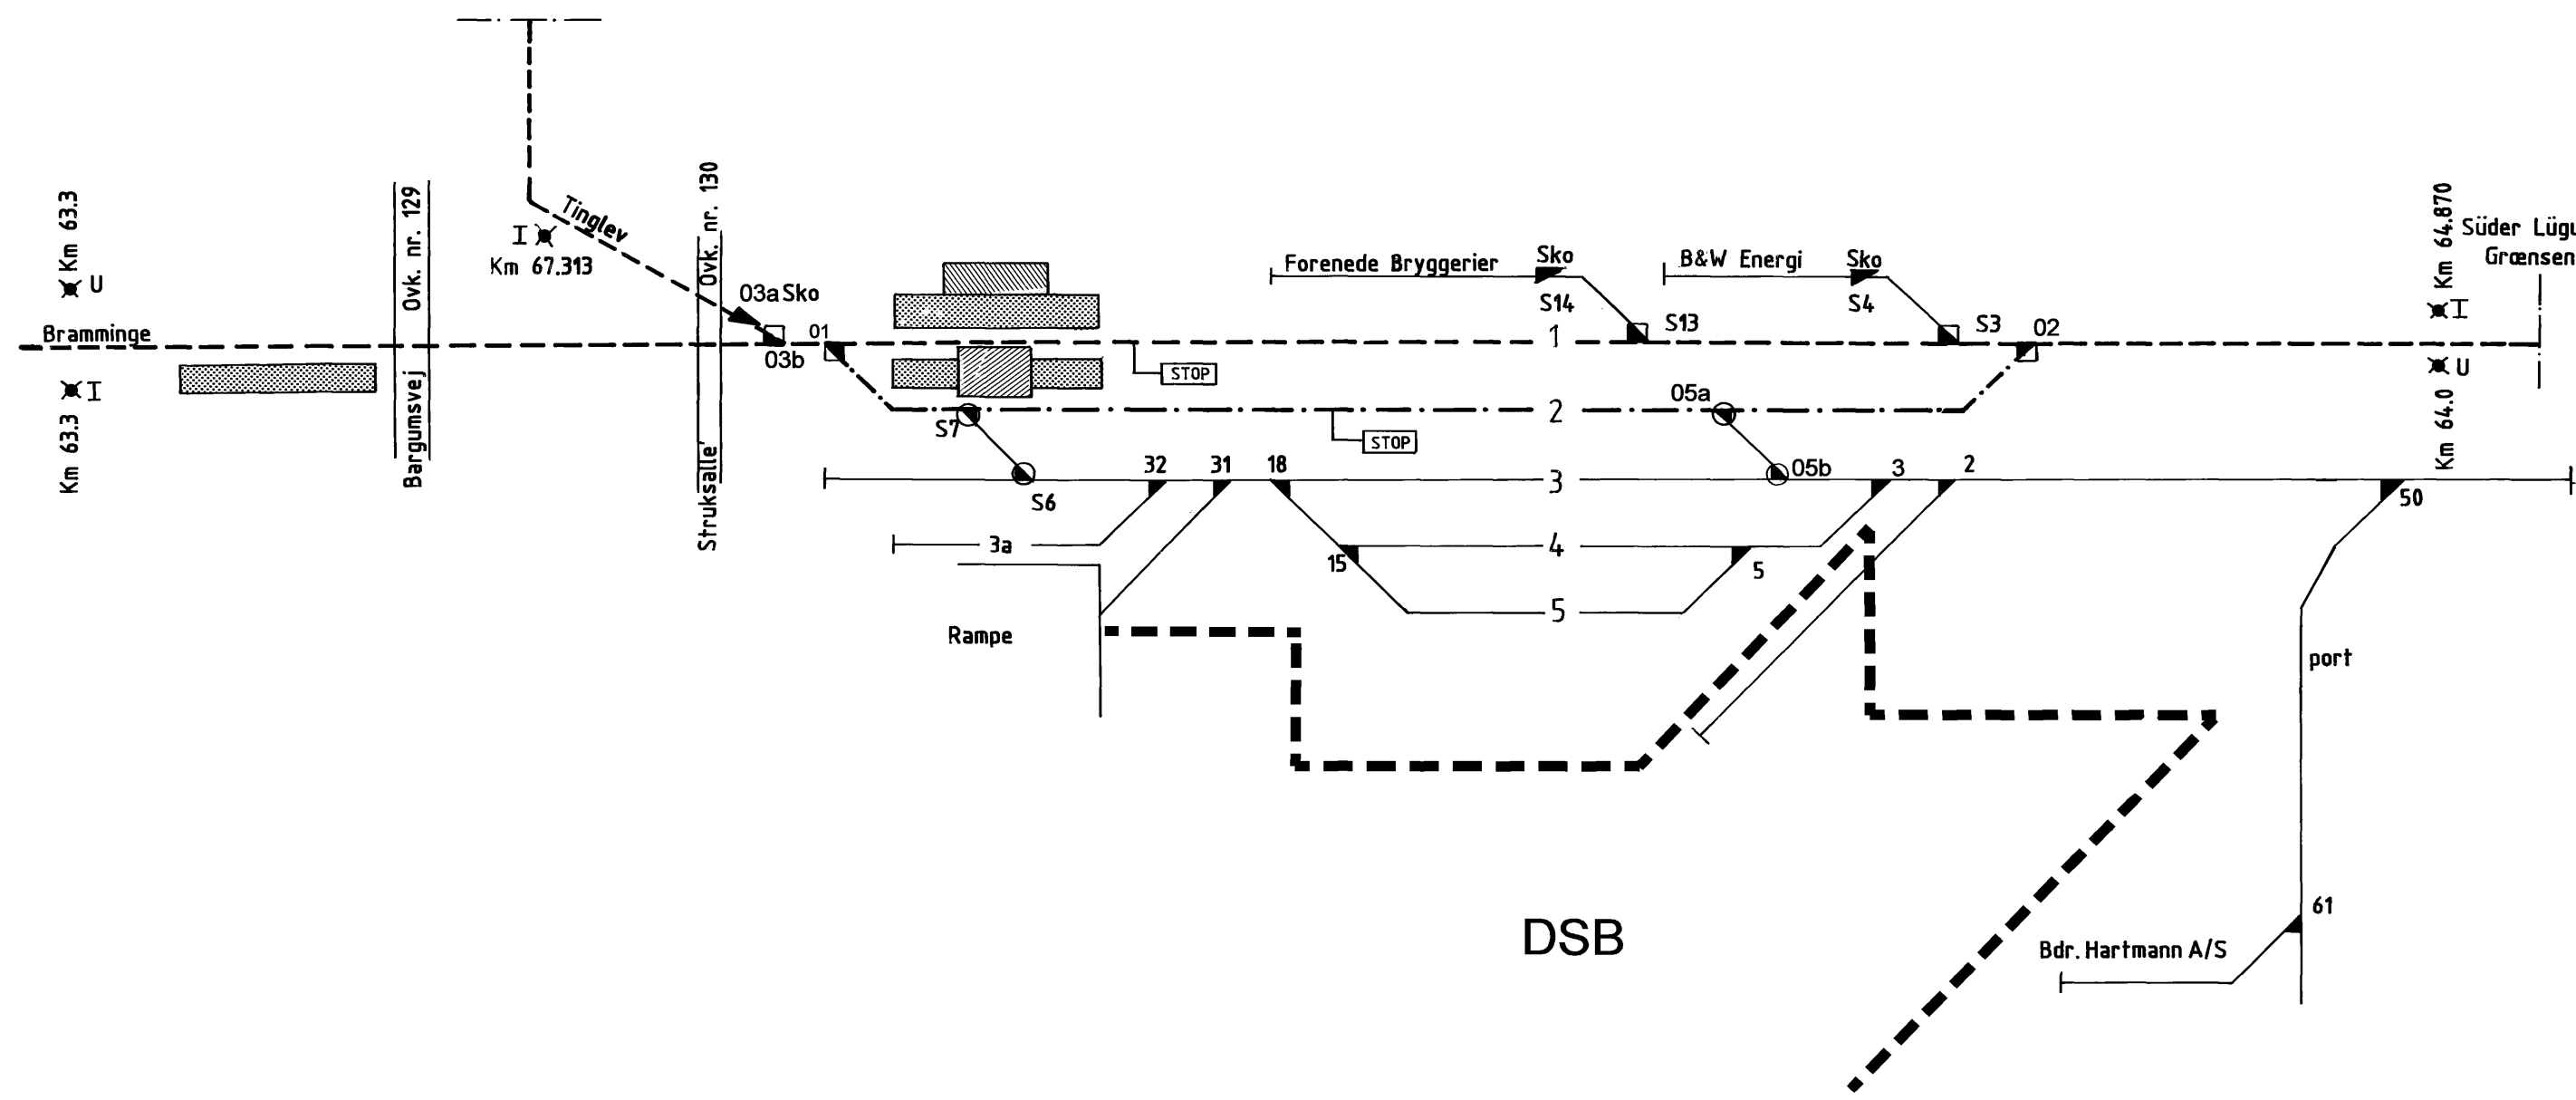 Km 63.3
U
Bramminge
I
Km 63.3
Ovk. nr. 129
Bargumsvej
Tinglev
I
Km 67.313
Ovk. nr. 130
Struksallé
03a Sko
03b
01
Forenede Bryggerier
Sko
S14
S13
B&W Energi
Sko
S4
S3
02
Km 64.870
I
Süder Lügu
Grænsen
U
Km 64.0
1
STOP
2
S7
STOP
05a
05b
S6
32
31
18
3
3
2
50
3a
15
4
5
5
Rampe
port
DSB
61
Bdr. Hartmann A/S